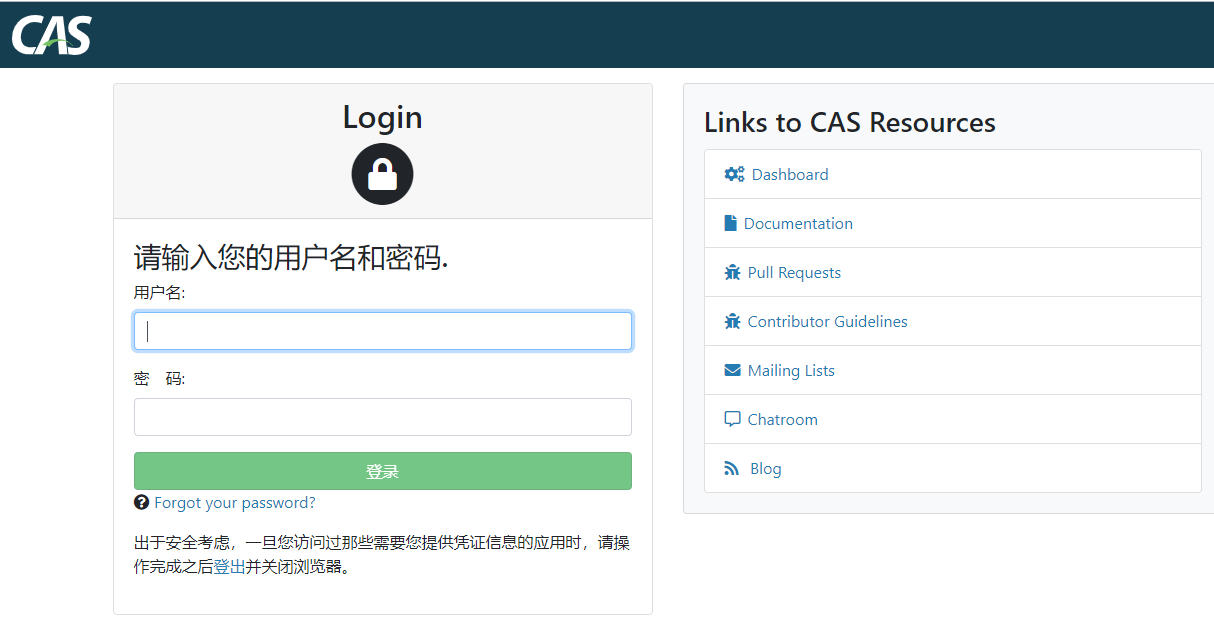 CAS
Login
请输入您的用户名和密码.
用户名:
密　码:
登录
Forgot your password?
出于安全考虑，一旦您访问过那些需要您提供凭证信息的应用时，请操
作完成之后登出并关闭浏览器。
Links to CAS Resources
Dashboard
Documentation
Pull Requests
Contributor Guidelines
Mailing Lists
Chatroom
Blog